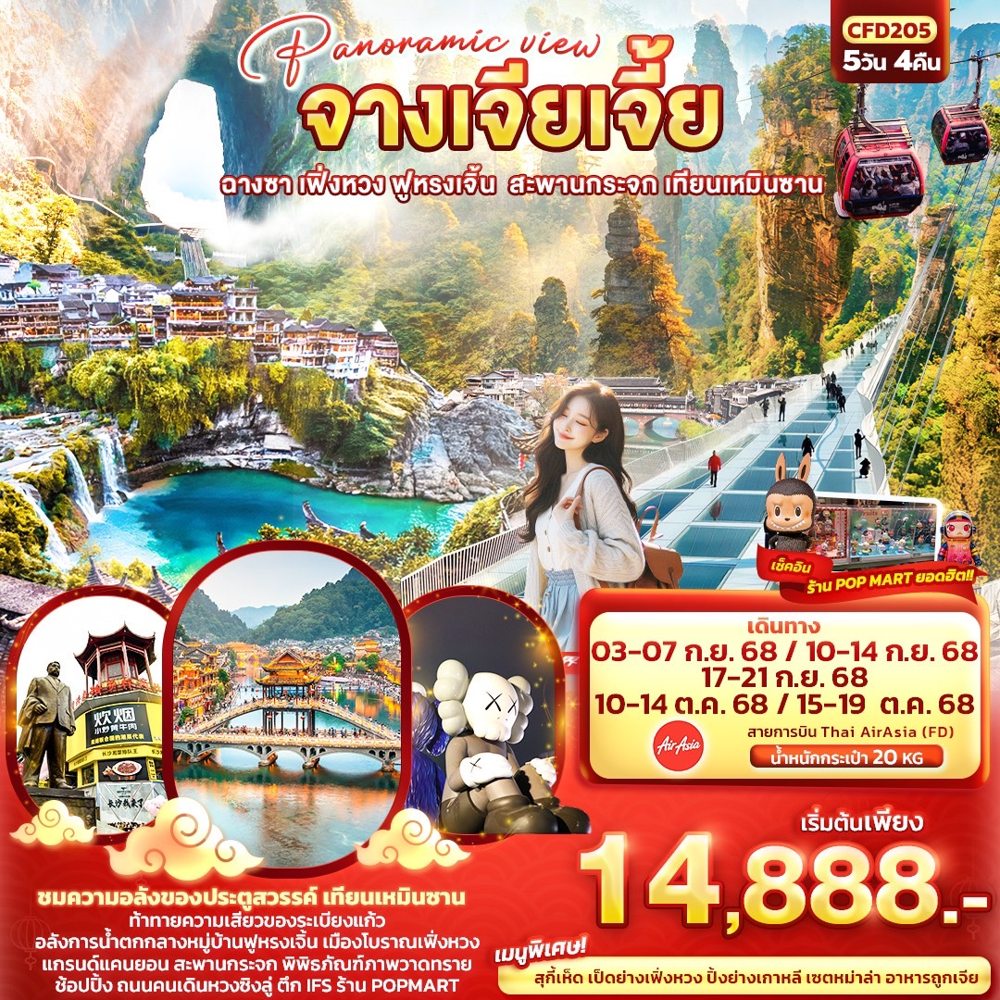 CFD205
5วัน 4คืน
Panoramic view
จางเจียเจี้ย
ฉางซา เฟิ่งหวง ฟูหรงเจิ้น สะพานกระจก เทียนเหมินซาน
เช็คอิน
ร้าน POP MART ยอดฮิต!!
เดินทาง
03-07 ก.ย. 68 / 10-14 ก.ย. 68
17-21 ก.ย. 68
10-14 ต.ค. 68 / 15-19 ต.ค. 68
สายการบิน Thai AirAsia (FD)
AirAsia
น้ำหนักกระเป๋า 20 KG
炊烟
小炒黄牛肉
长沙我来了
เริ่มต้นเพียง
14,888.-
ชมความอลังของประตูสวรรค์ เทียนเหมินซาน
ท้าทายความเสียวของระเบียงแก้ว
อลังการน้ำตกกลางหมู่บ้านฟูหรงเจิ้น เมืองโบราณเฟิ่งหวง
แกรนด์แคนยอน สะพานกระจก พิพิธภัณฑ์ภาพวาดทราย
ช้อปปิ้ง ถนนคนเดินหวงซิงลู่ ตึก IFS ร้าน POPMART
เมนูพิเศษ!
สุกี้เห็ด เป็ดย่างเฟิ่งหวง ปิ้งย่างเกาหลี เซตหม่าล่า อาหารถูกเจีย